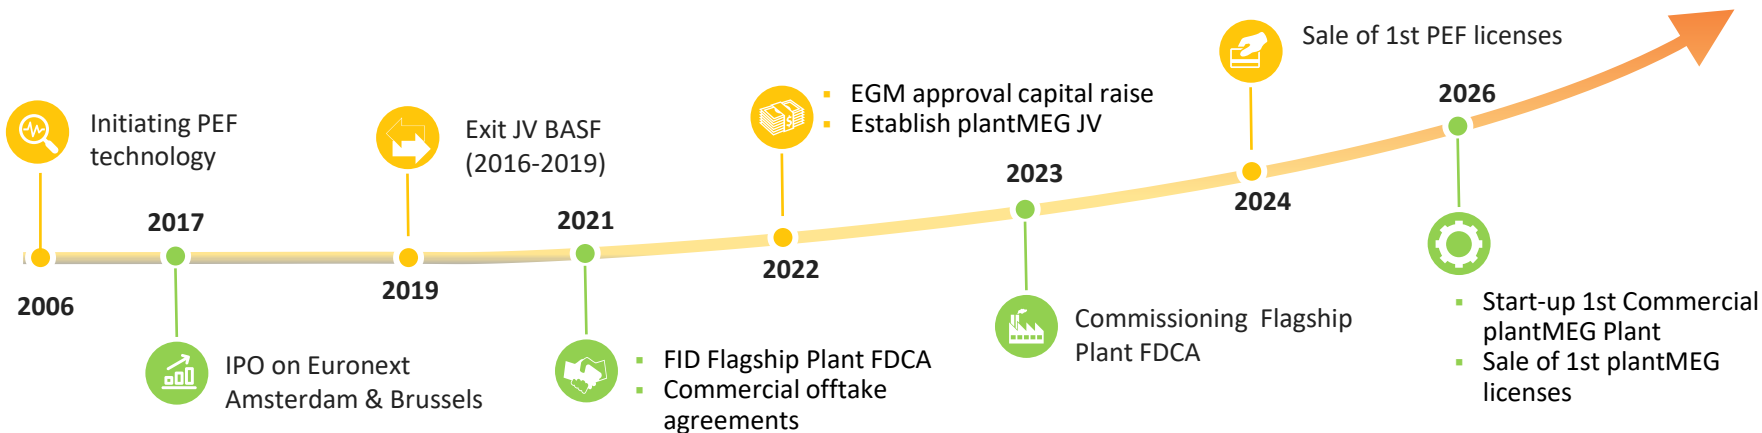 2006
Initiating PEF
technology
2017
IPO on Euronext
Amsterdam & Brussels
2019
Exit JV BASF
(2016-2019)
2021
▪ FID Flagship Plant FDCA
▪ Commercial offtake
agreements
2022
▪ EGM approval capital raise
▪ Establish plantMEG JV
2023
Commissioning Flagship
Plant FDCA
2024
Sale of 1st PEF licenses
2026
▪ Start-up 1st Commercial
plantMEG Plant
▪ Sale of 1st plantMEG
licenses